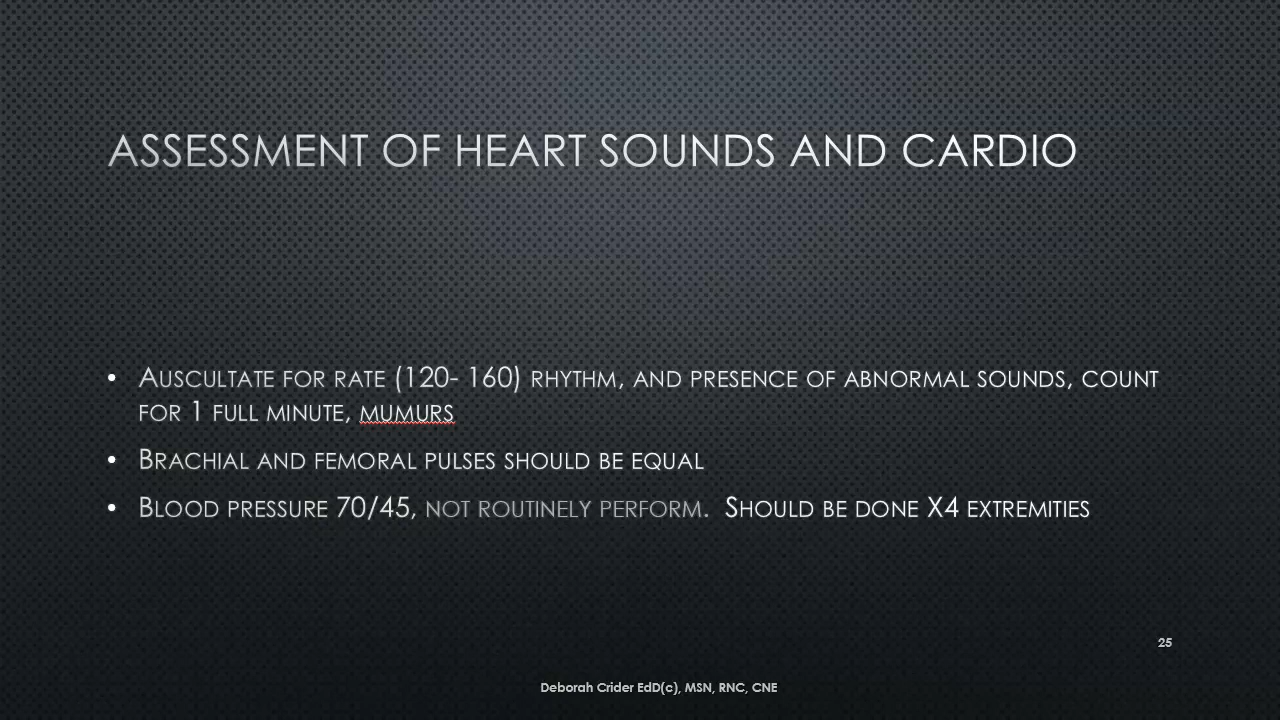 ASSESSMENT OF HEART SOUNDS AND CARDIO
• AUSCULTATE FOR RATE (120- 160) RHYTHM, AND PRESENCE OF ABNORMAL SOUNDS, COUNT
FOR 1 FULL MINUTE, MUMURS
• BRACHIAL AND FEMORAL PULSES SHOULD BE EQUAL
• BLOOD PRESSURE 70/45, NOT ROUTINELY PERFORM. SHOULD BE DONE X4 EXTREMITIES
25
Deborah Crider EdD(c), MSN, RNC, CNE